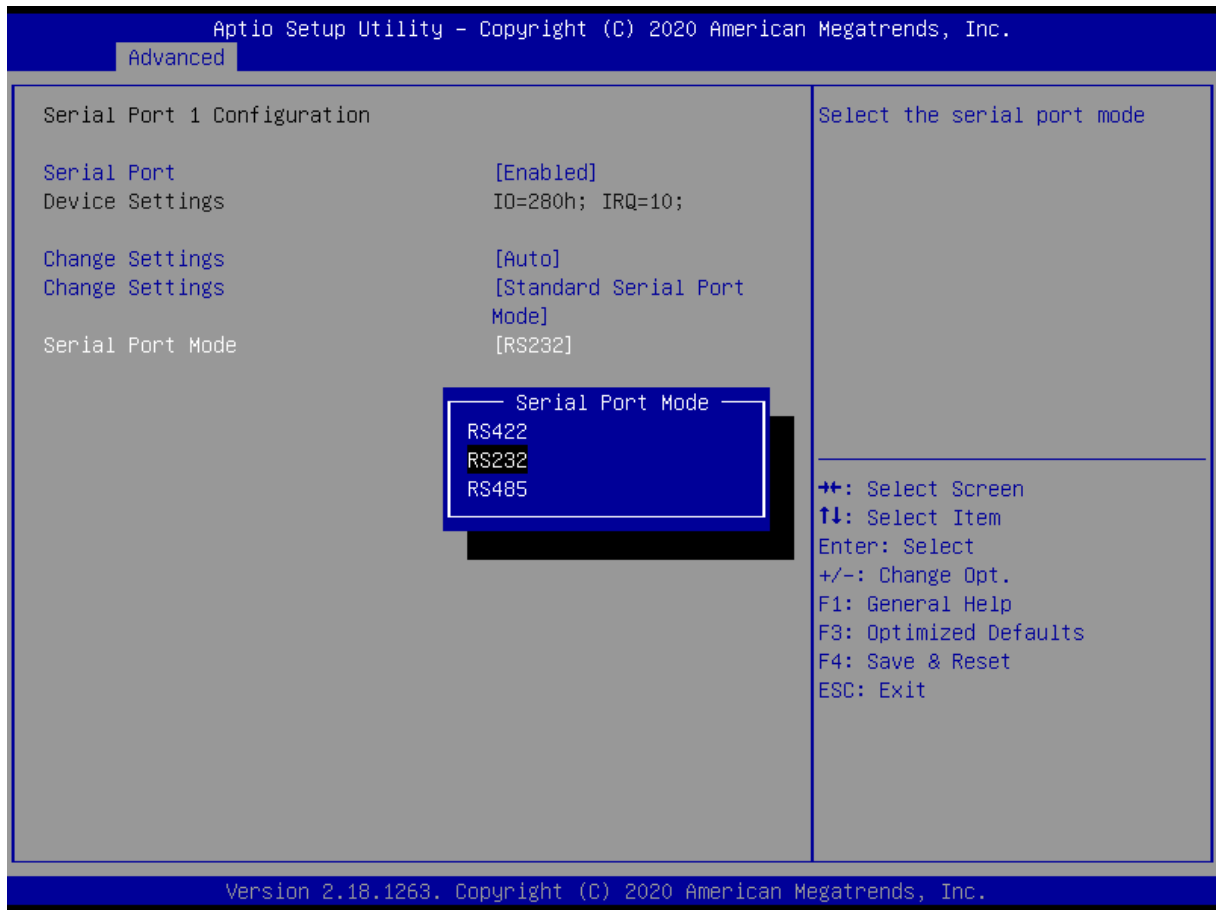 Aptio Setup Utility – Copyright (C) 2020 American Megatrends, Inc.
Advanced
Serial Port 1 Configuration
Serial Port [Enabled]
Device Settings IO=280h; IRQ=10;
Change Settings [Auto]
Change Settings [Standard Serial Port
Mode]
Serial Port Mode [RS232]
Serial Port Mode
RS422
RS232
RS485
Select the serial port mode
→←: Select Screen
↑↓: Select Item
Enter: Select
+/-: Change Opt.
F1: General Help
F3: Optimized Defaults
F4: Save & Reset
ESC: Exit
Version 2.18.1263. Copyright (C) 2020 American Megatrends, Inc.